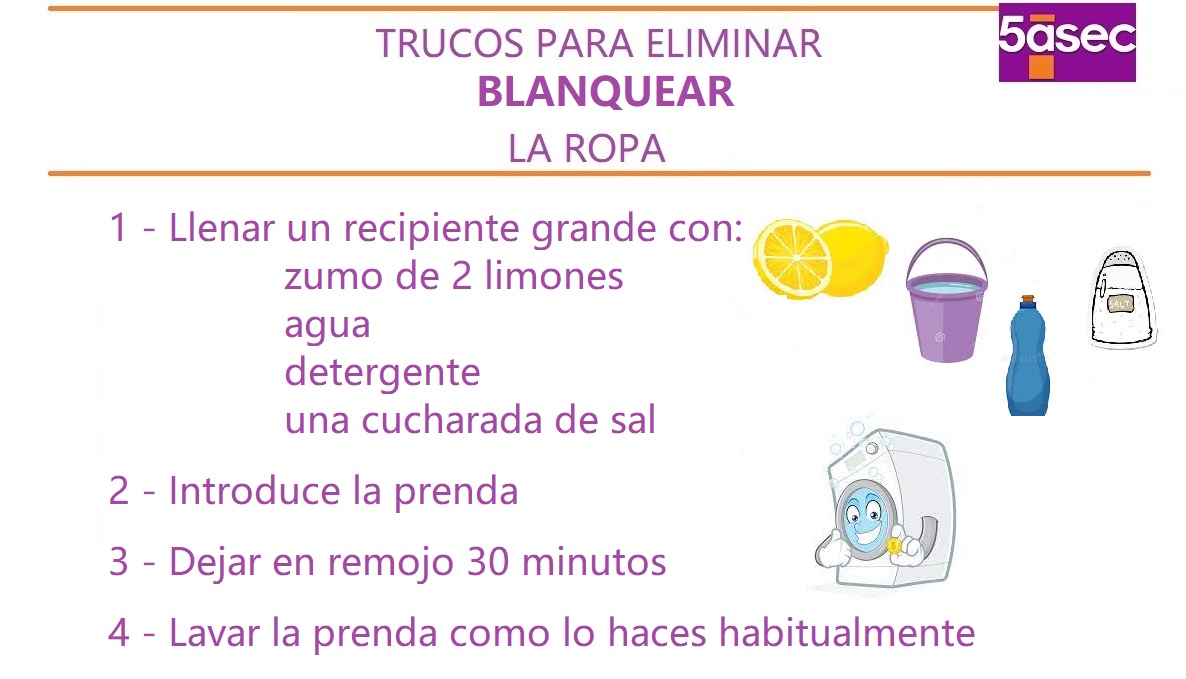 TRUCOS PARA ELIMINAR
5asec
BLANQUEAR
LA ROPA
1 - Llenar un recipiente grande con:
zumo de 2 limones
agua
detergente
una cucharada de sal
SALT
2 - Introduce la prenda
3 - Dejar en remojo 30 minutos
4 - Lavar la prenda como lo haces habitualmente